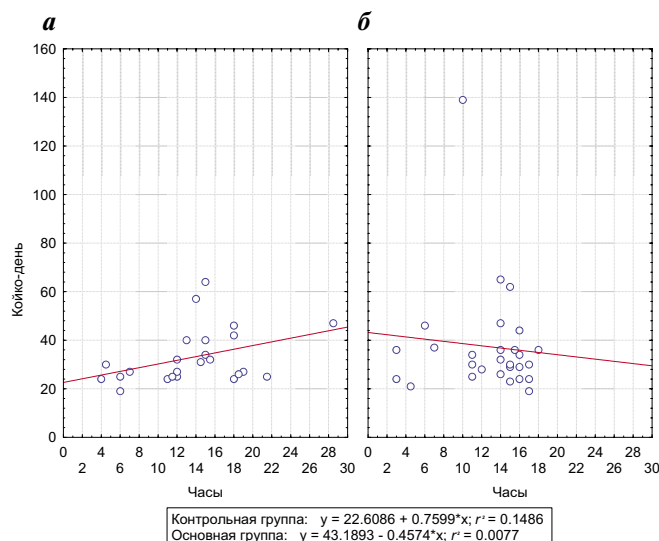 а б
160
140
120
100
80
60
40
20
0
Койко-день
0 4 8 12 16 20 24 28 0 4 8 12 16 20 24 28
2 6 10 14 18 22 26 30 2 6 10 14 18 22 26 30
Часы Часы
Контрольная группа: y = 22.6086 + 0.7599*x; r² = 0.1486
Основная группа: y = 43.1893 - 0.4574*x; r² = 0.0077